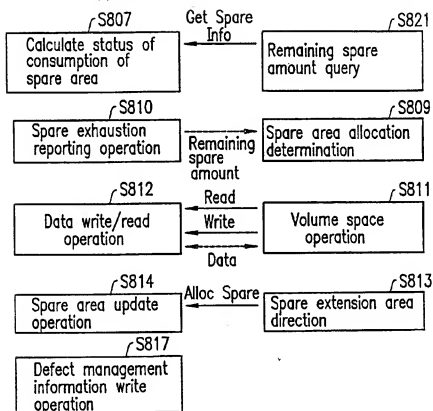 S807
Calculate status of
consumption of
spare area
Get Spare
Info
S821
Remaining spare
amount query
S810
Spare exhaustion
reporting operation
Remaining
spare
amount
S809
Spare area allocation
determination
S812
Data write/read
operation
Read
Write
Data
S811
Volume space
operation
S814
Spare area update
operation
Alloc Spare
S813
Spare extension area
direction
S817
Defect management
information write
operation